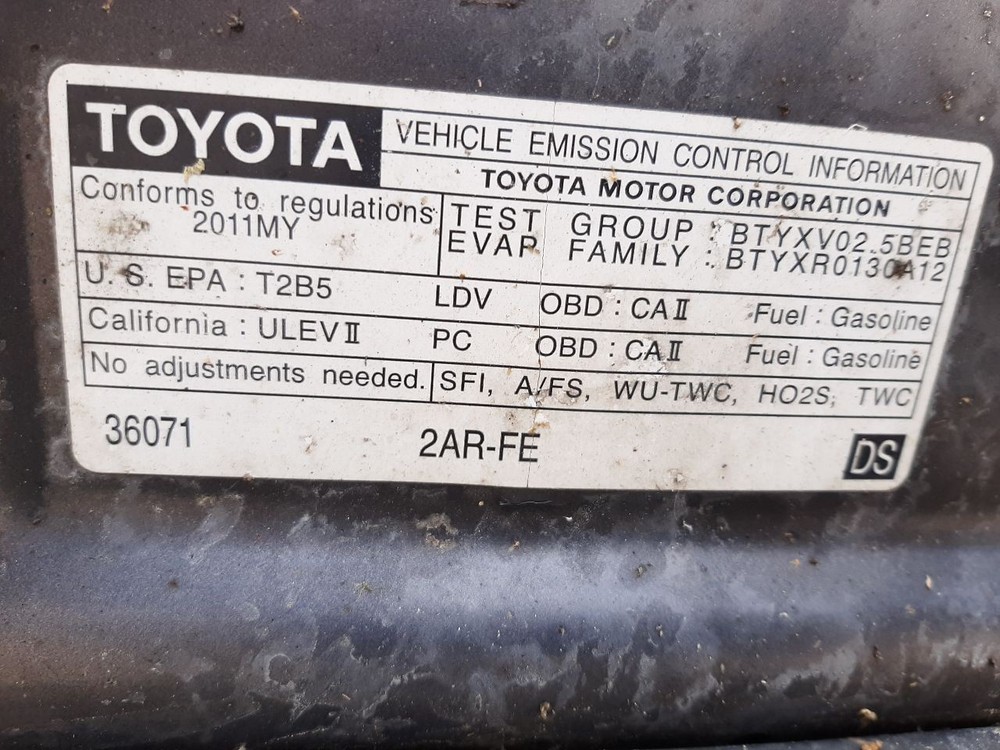 TOYOTA
VEHICLE EMISSION CONTROL INFORMATION
TOYOTA MOTOR CORPORATION
Conforms to regulations
2011MY
TEST GROUP : BTYXV02.5BEB
EVAP FAMILY : BTYXR0130A12
U. S. EPA : T2B5 LDV OBD : CAⅡ Fuel : Gasoline
California : ULEVⅡ PC OBD : CAⅡ Fuel : Gasoline
No adjustments needed. SFI, A/FS, WU-TWC, HO2S, TWC
36071 2AR-FE DS